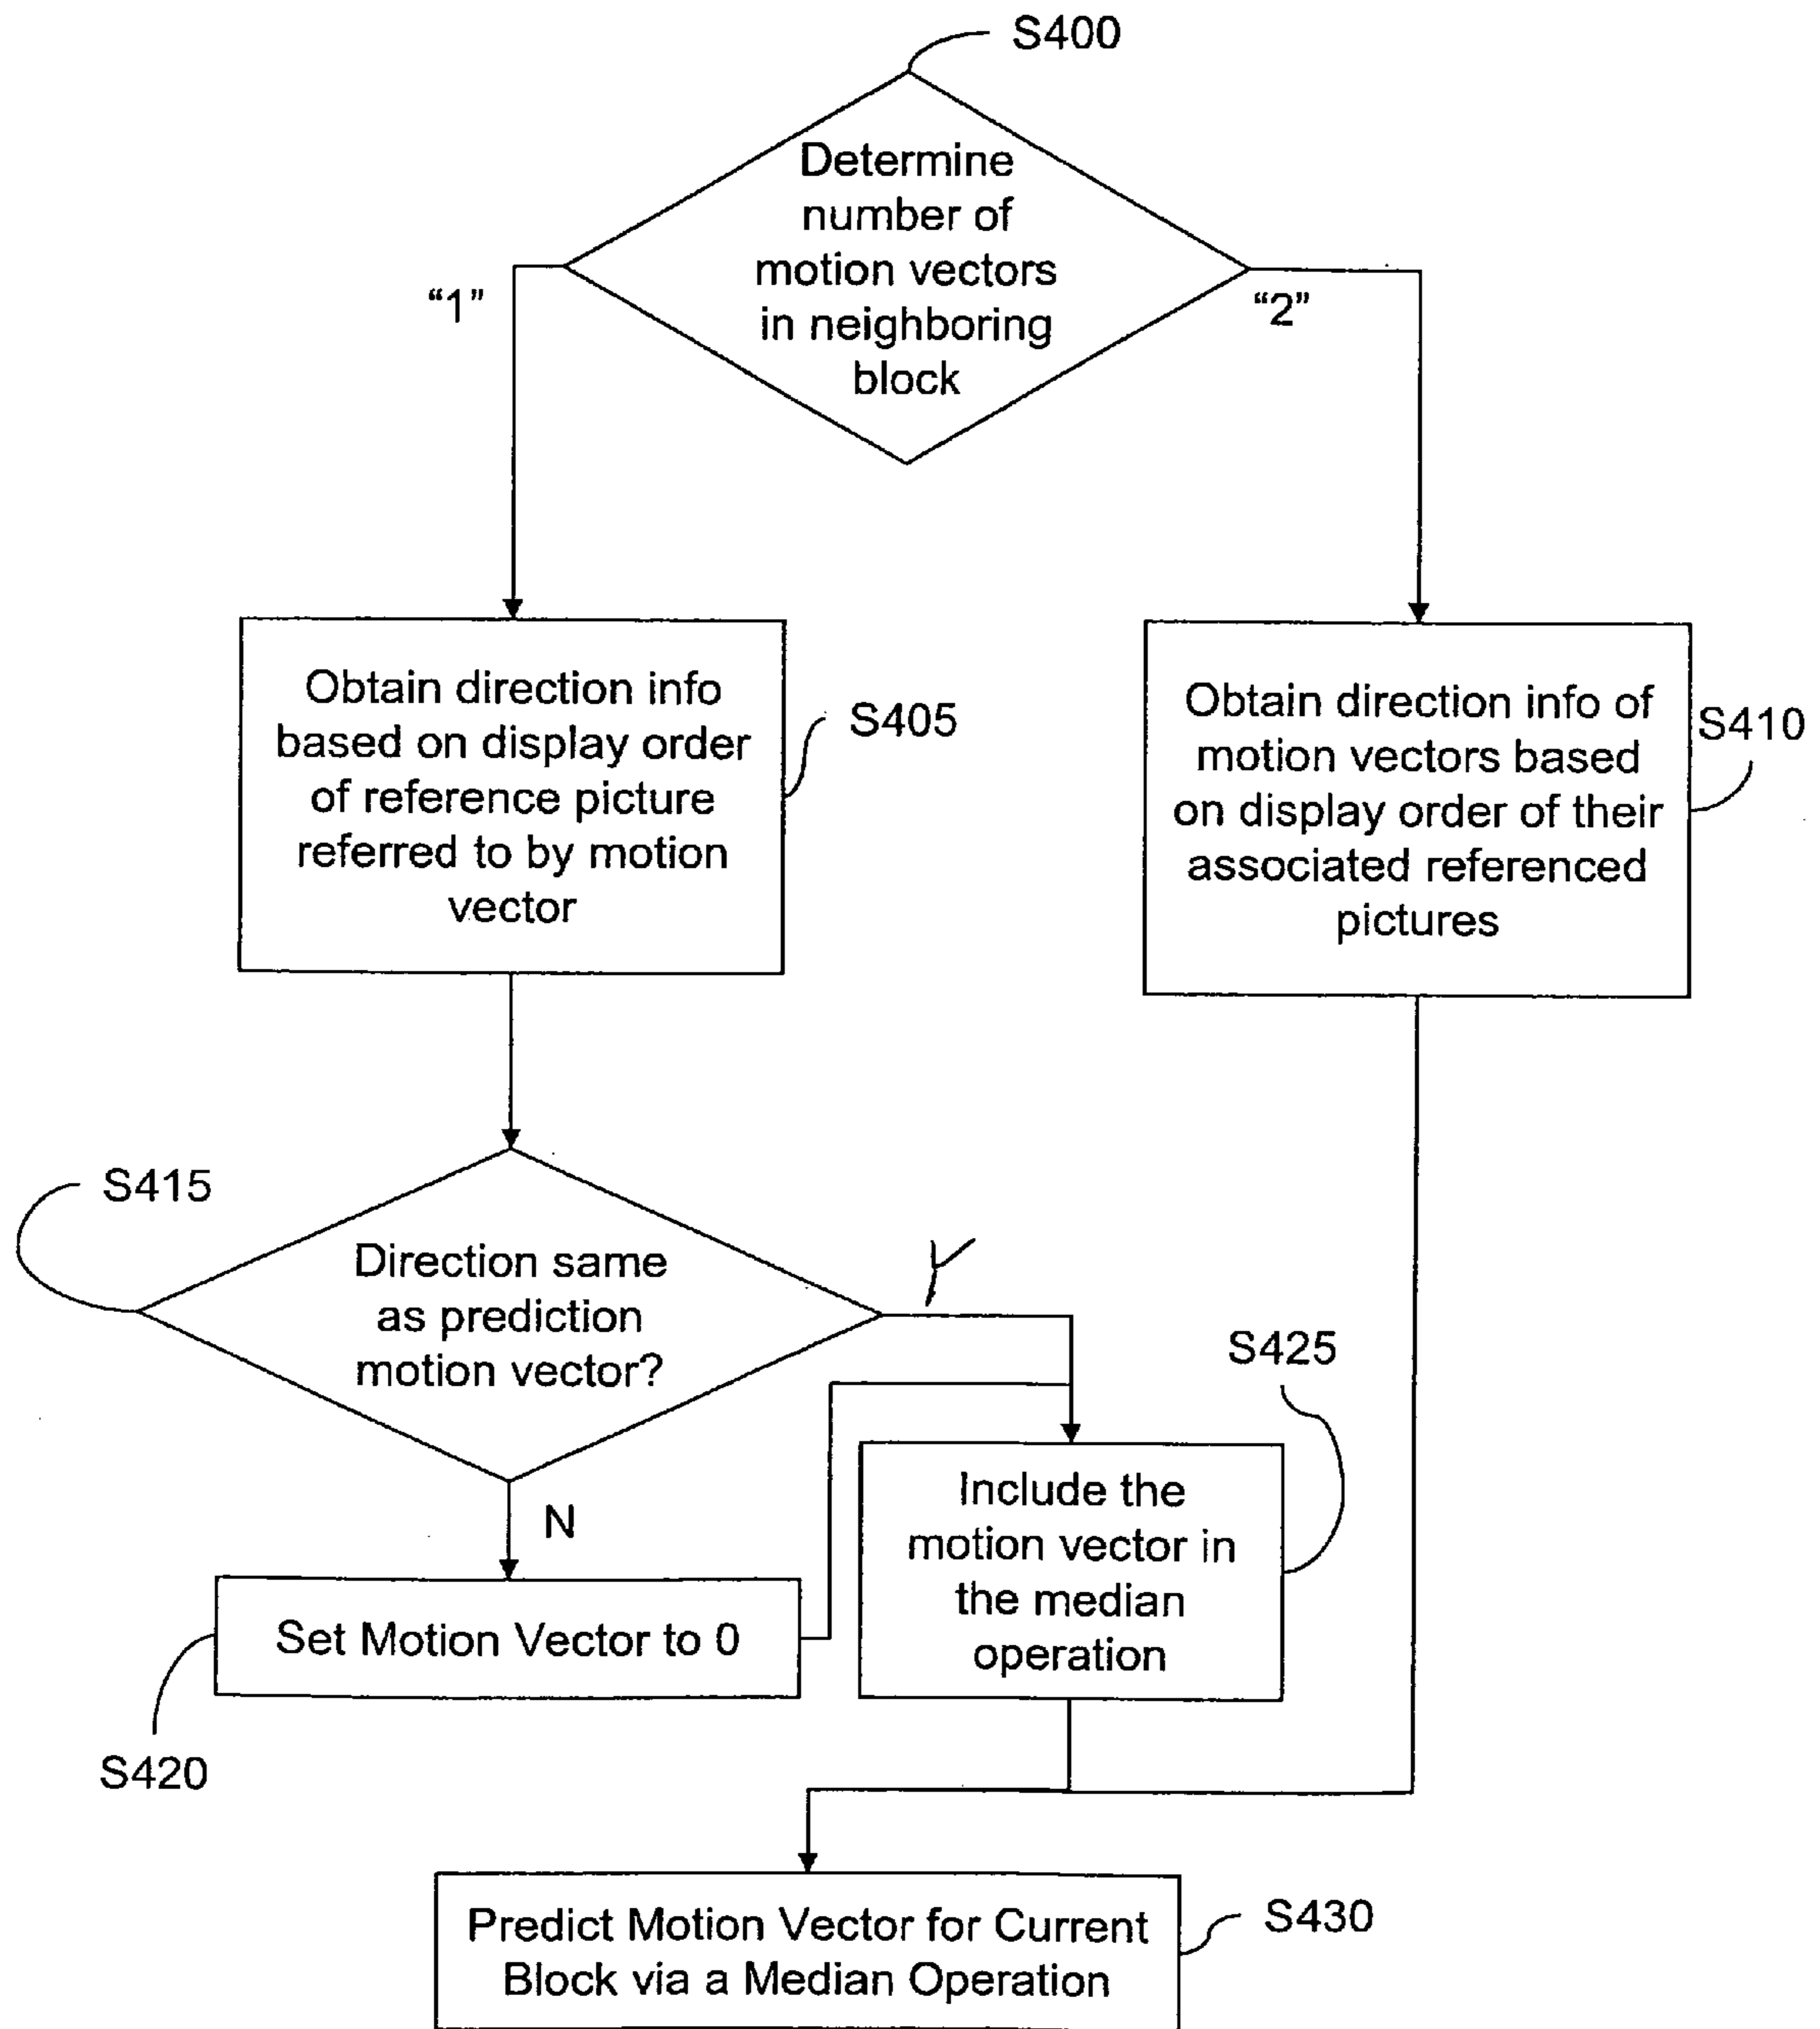 S400
Determine
number of
motion vectors
in neighboring
block
“1”
“2”
Obtain direction info
based on display order
of reference picture
referred to by motion
vector
S405
Obtain direction info of
motion vectors based
on display order of their
associated referenced
pictures
S410
S415
Direction same
as prediction
motion vector?
Y
N
S425
Include the
motion vector in
the median
operation
Set Motion Vector to 0
S420
Predict Motion Vector for Current
Block via a Median Operation
S430